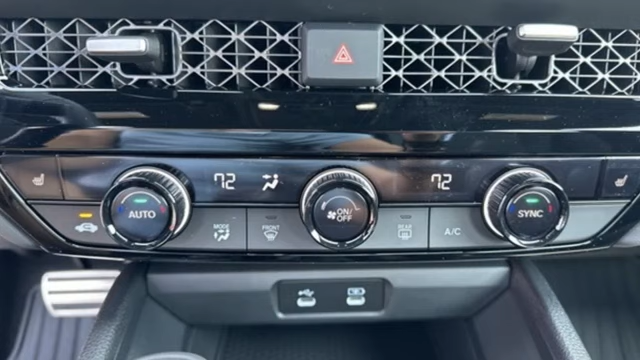 72 72
AUTO ON/OFF SYNC
MODE FRONT REAR A/C